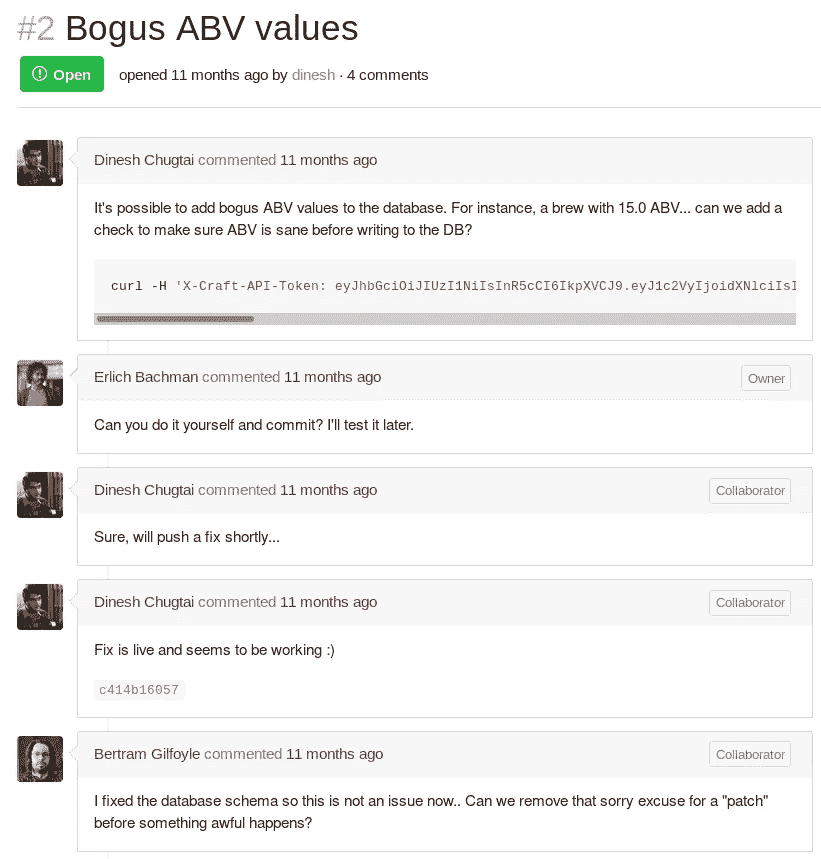 #2 Bogus ABV values
Open opened 11 months ago by dinesh · 4 comments
Dinesh Chugtai commented 11 months ago
It's possible to add bogus ABV values to the database. For instance, a brew with 15.0 ABV... can we add a
check to make sure ABV is sane before writing to the DB?
curl -H 'X-Craft-API-Token: eyJhbGciOiJIUzI1NiIsInR5cCI6IkpXVCJ9.eyJ1c2VyIjoidXNlciIsI
Erlich Bachman commented 11 months ago Owner
Can you do it yourself and commit? I'll test it later.
Dinesh Chugtai commented 11 months ago Collaborator
Sure, will push a fix shortly...
Dinesh Chugtai commented 11 months ago Collaborator
Fix is live and seems to be working :)
c414b16057
Bertram Gilfoyle commented 11 months ago Collaborator
I fixed the database schema so this is not an issue now.. Can we remove that sorry excuse for a "patch"
before something awful happens?